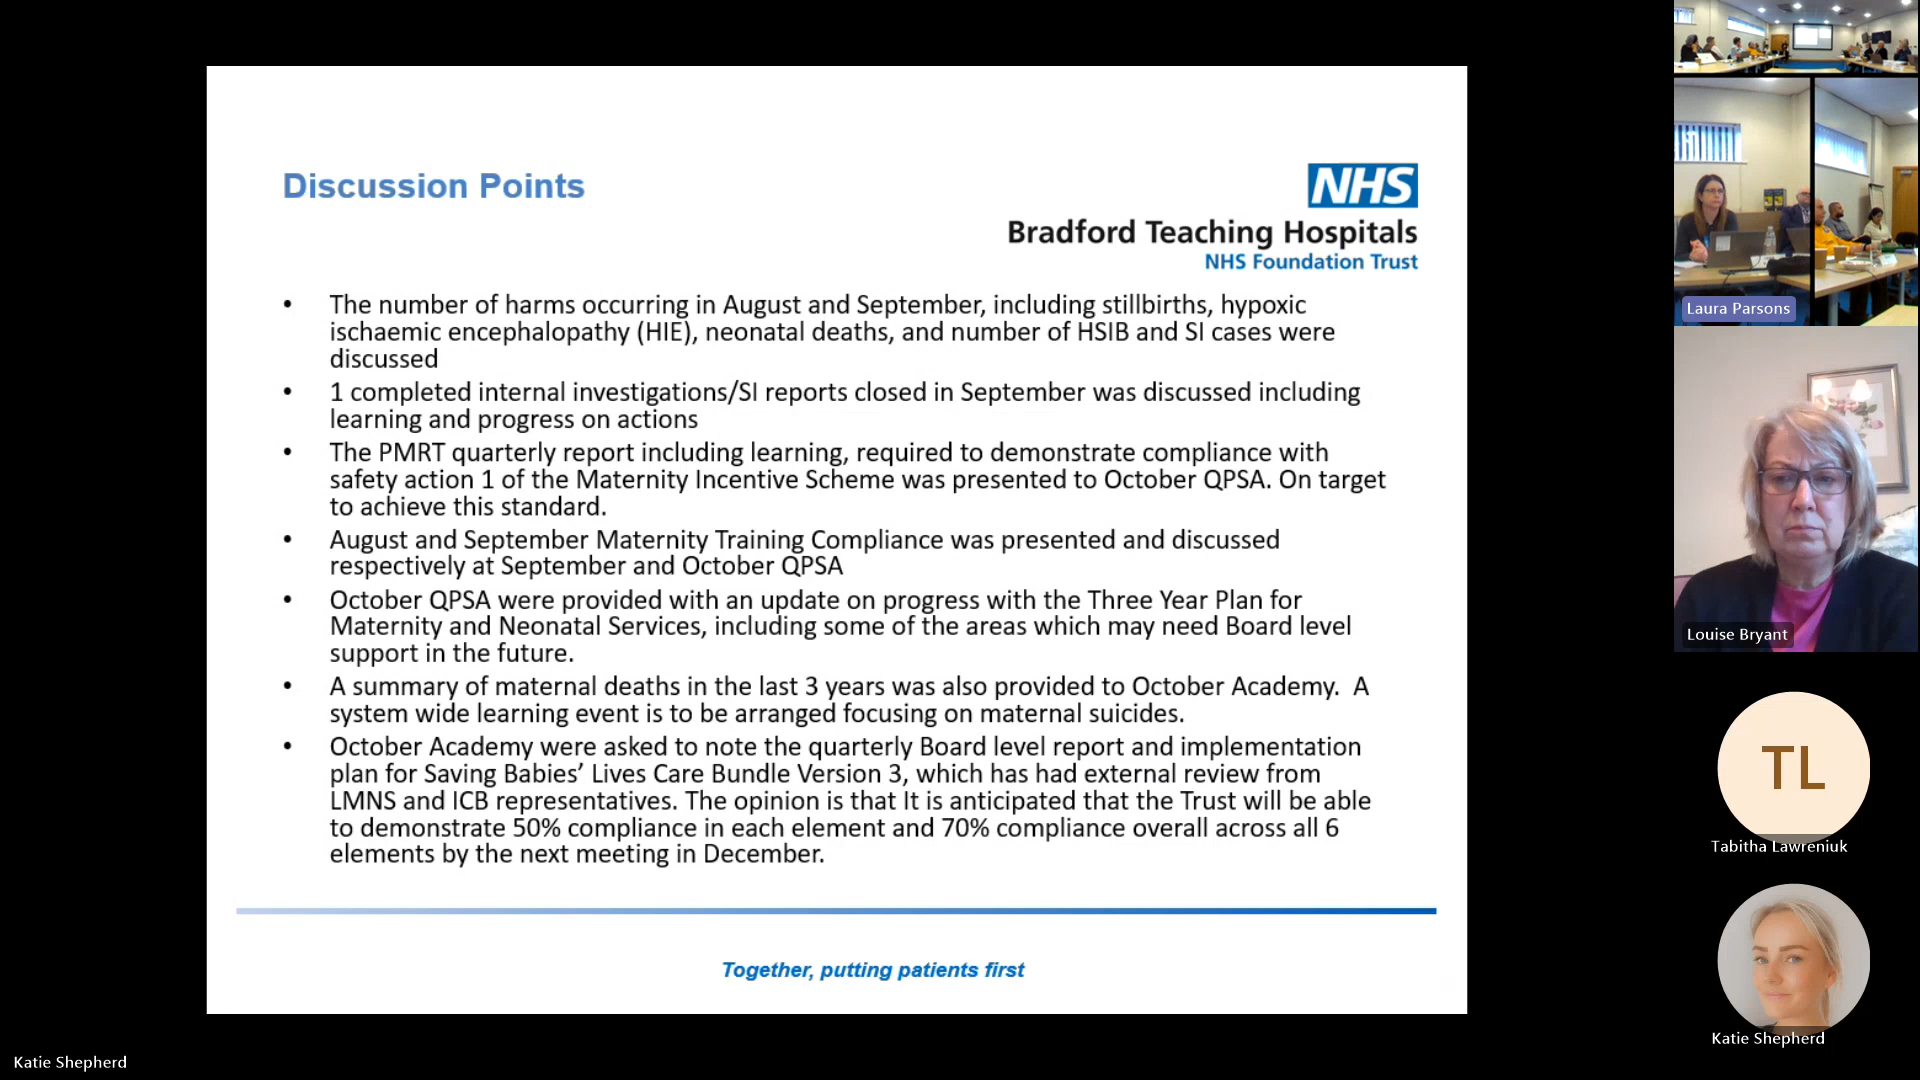 Discussion Points
NHS
Bradford Teaching Hospitals
NHS Foundation Trust
• The number of harms occurring in August and September, including stillbirths, hypoxic
ischaemic encephalopathy (HIE), neonatal deaths, and number of HSIB and SI cases were
discussed
• 1 completed internal investigations/SI reports closed in September was discussed including
learning and progress on actions
• The PMRT quarterly report including learning, required to demonstrate compliance with
safety action 1 of the Maternity Incentive Scheme was presented to October QPSA. On target
to achieve this standard.
• August and September Maternity Training Compliance was presented and discussed
respectively at September and October QPSA
• October QPSA were provided with an update on progress with the Three Year Plan for
Maternity and Neonatal Services, including some of the areas which may need Board level
support in the future.
• A summary of maternal deaths in the last 3 years was also provided to October Academy.  A
system wide learning event is to be arranged focusing on maternal suicides.
• October Academy were asked to note the quarterly Board level report and implementation
plan for Saving Babies’ Lives Care Bundle Version 3, which has had external review from
LMNS and ICB representatives. The opinion is that It is anticipated that the Trust will be able
to demonstrate 50% compliance in each element and 70% compliance overall across all 6
elements by the next meeting in December.
Together, putting patients first
Katie Shepherd
Laura Parsons
Louise Bryant
TL
Tabitha Lawreniuk
Katie Shepherd